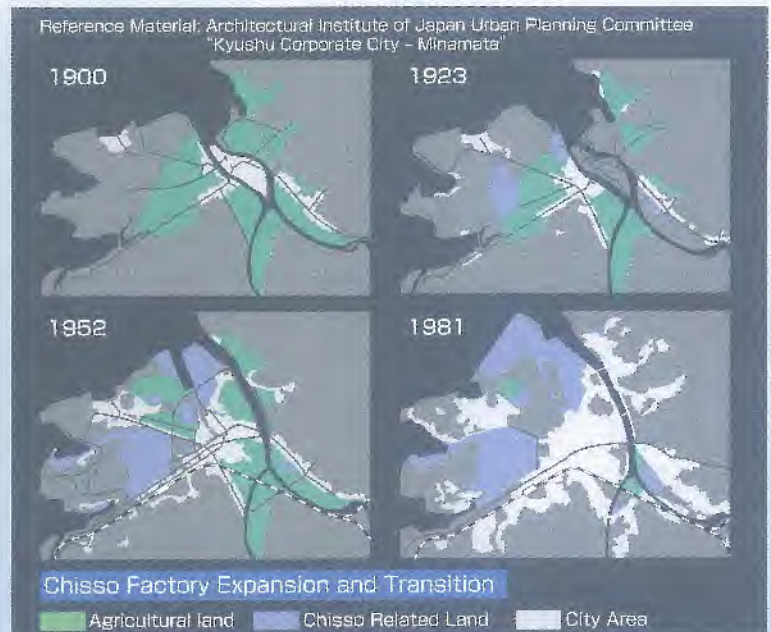 Reference Material: Architectural Institute of Japan Urban Planning Committee
"Kyushu Corporate City - Minamata"
1900
1923
1952
1981
Chisso Factory Expansion and Transition
Agricultural land
Chisso Related Land
City Area